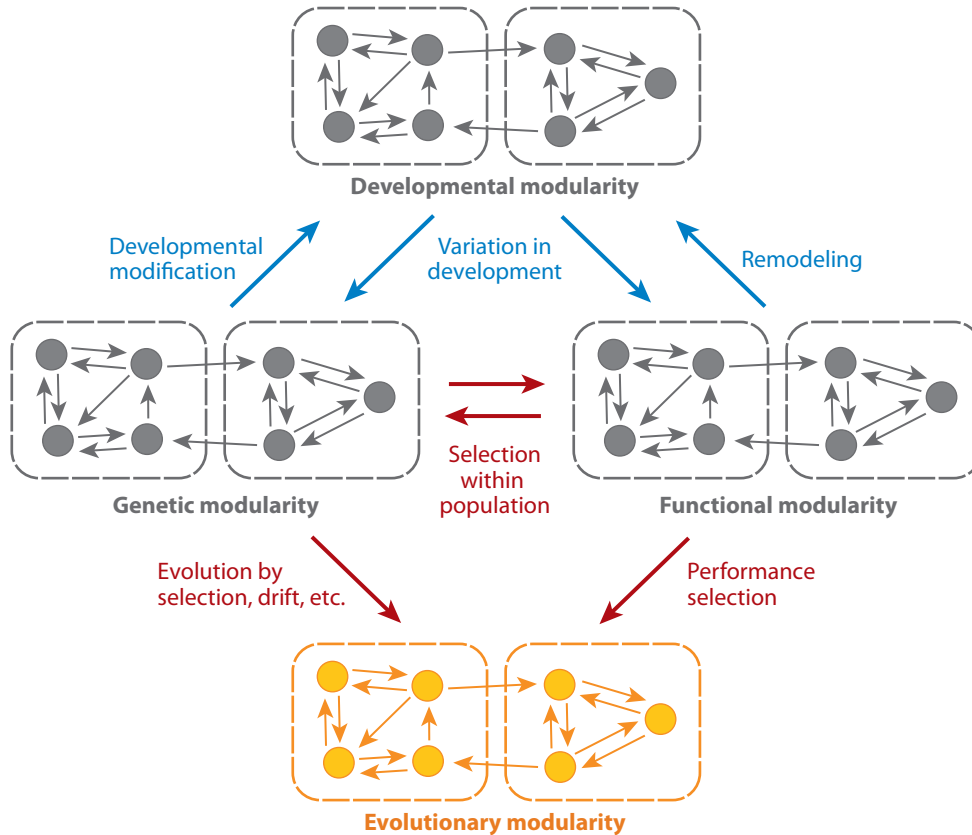 Developmental modularity
Developmental
modification
Variation in
development
Remodeling
Selection
within
population
Genetic modularity
Functional modularity
Evolution by
selection, drift, etc.
Performance
selection
Evolutionary modularity